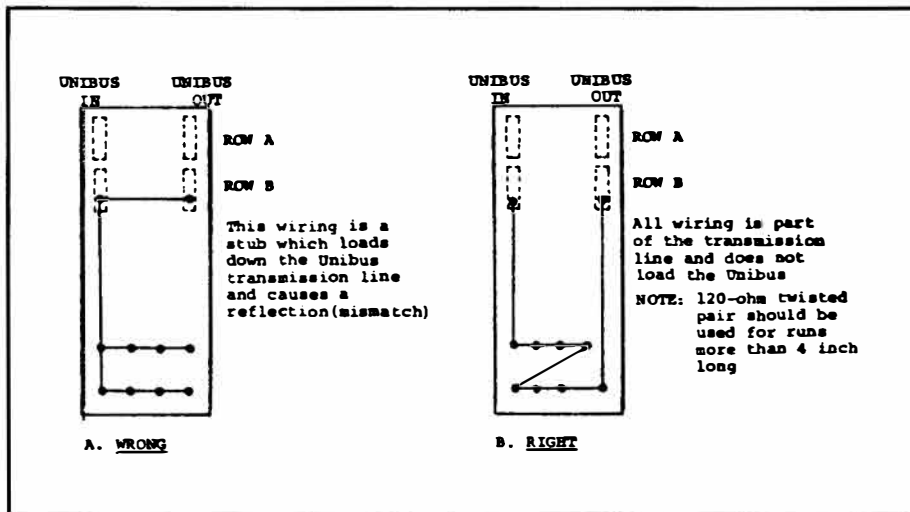 UNIBUS IN
UNIBUS OUT
ROW A
ROW B
This wiring is a
stub which loads
down the Unibus
transmission line
and causes a
reflection(mismatch)
A. WRONG
UNIBUS IN
UNIBUS OUT
ROW A
ROW B
All wiring is part
of the transmission
line and does not
load the Unibus
NOTE: 120-ohm twisted
pair should be
used for runs
more than 4 inch
long
B. RIGHT